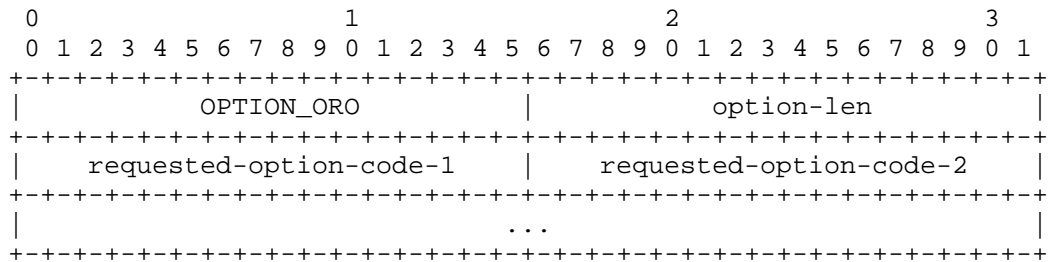 0                   1                   2                   3
 0 1 2 3 4 5 6 7 8 9 0 1 2 3 4 5 6 7 8 9 0 1 2 3 4 5 6 7 8 9 0 1
+-+-+-+-+-+-+-+-+-+-+-+-+-+-+-+-+-+-+-+-+-+-+-+-+-+-+-+-+-+-+-+-+
|           OPTION_ORO          |           option-len          |
+-+-+-+-+-+-+-+-+-+-+-+-+-+-+-+-+-+-+-+-+-+-+-+-+-+-+-+-+-+-+-+-+
|    requested-option-code-1    |    requested-option-code-2    |
+-+-+-+-+-+-+-+-+-+-+-+-+-+-+-+-+-+-+-+-+-+-+-+-+-+-+-+-+-+-+-+-+
|                              ...                              |
+-+-+-+-+-+-+-+-+-+-+-+-+-+-+-+-+-+-+-+-+-+-+-+-+-+-+-+-+-+-+-+-+